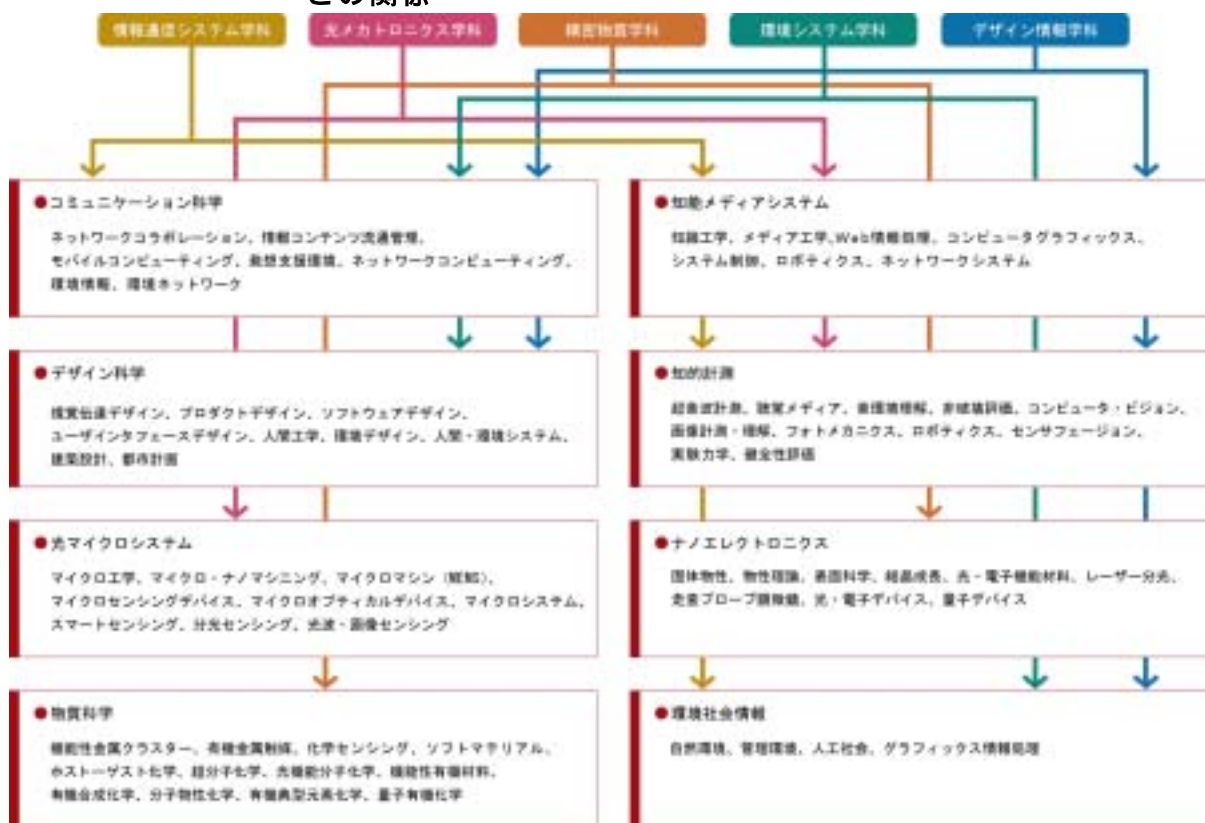 との関係
情報通信システム学科
光メカトロニクス学科
精密物質学科
環境システム学科
デザイン情報学科
●コミュニケーション科学
ネットワークコラボレーション、情報コンテンツ流通管理、
モバイルコンピューティング、発想支援環境、ネットワークコンピューティング、
環境情報、環境ネットワーク
●知能メディアシステム
知識工学、メディア工学、Web情報処理、コンピュータグラフィックス、
システム制御、ロボティクス、ネットワークシステム
●デザイン科学
視覚伝達デザイン、プロダクトデザイン、ソフトウェアデザイン、
ユーザインタフェースデザイン、人間工学、環境デザイン、人間・環境システム、
建築設計、都市計画
●知的計測
超音波計測、聴覚メディア、音環境理解、非破壊評価、コンピュータ・ビジョン、
画像計測・理解、フォトメカニクス、ロボティクス、センサフュージョン、
実験力学、健全性評価
●光マイクロシステム
マイクロ工学、マイクロ・ナノマシニング、マイクロマシン（MEMS）、
マイクロセンシングデバイス、マイクロオプティカルデバイス、マイクロシステム、
スマートセンシング、分光センシング、光波・画像センシング
●ナノエレクトロニクス
固体物性、物性理論、表面科学、結晶成長、光・電子機能材料、レーザー分光、
走査プローブ顕微鏡、光・電子デバイス、量子デバイス
●物質科学
機能性金属クラスター、有機金属触媒、化学センシング、ソフトマテリアル、
ホストーゲスト化学、超分子化学、光機能分子化学、機能性有機材料、
有機合成化学、分子物性化学、有機典型元素化学、量子有機化学
●環境社会情報
自然環境、管理環境、人工社会、グラフィックス情報処理